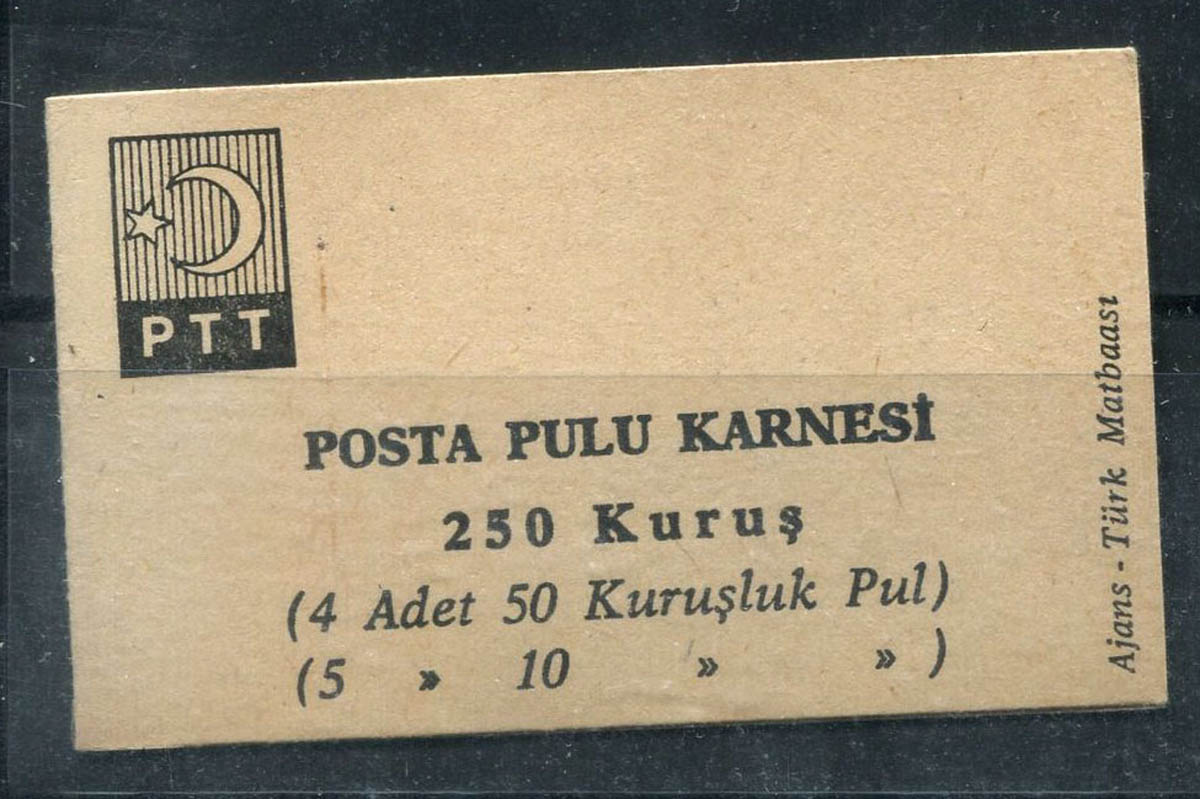 PTT
POSTA PULU KARNESİ
250 Kuruş
(4 Adet 50 Kuruşluk Pul)
(5 » 10 » » )
Ajans - Türk Matbaası